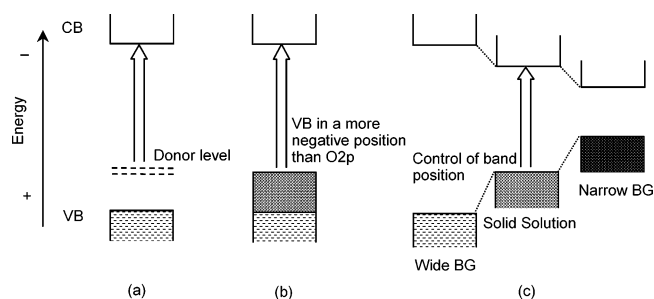 CB
−
Energy
+
VB
Donor level
(a)
VB in a more
negative position
than O2p
(b)
Control of band
position
Wide BG
Solid Solution
Narrow BG
(c)